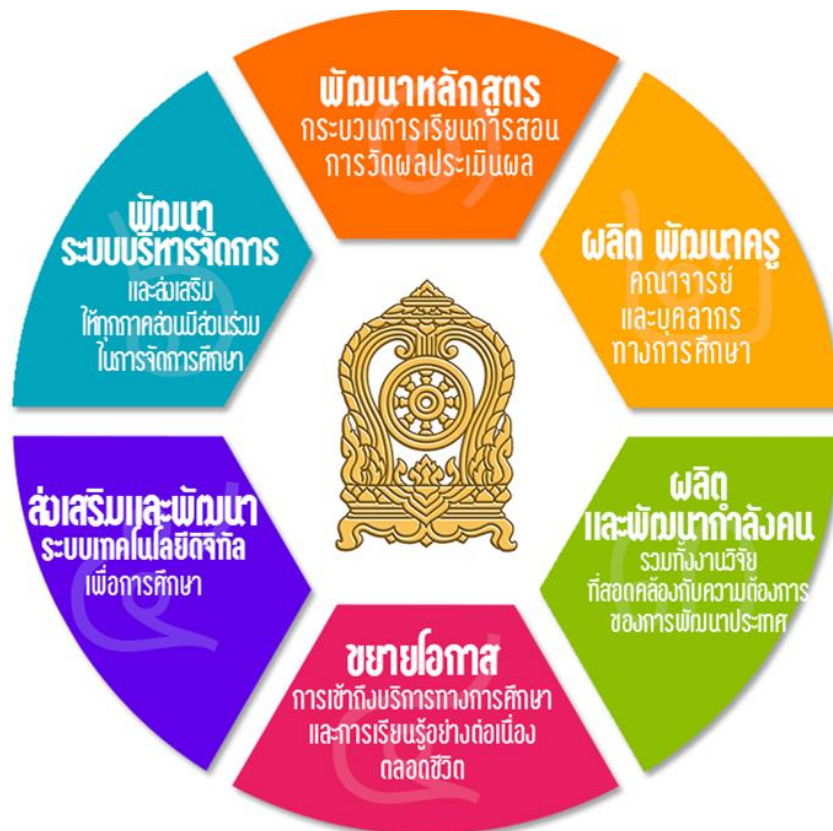 พัฒนาหลักสูตร
กระบวนการเรียนการสอน
การวัดผลประเมินผล
๑
ผลิต พัฒนาครู
คณาจารย์
และบุคลากร
ทางการศึกษา
๒
ผลิต
และพัฒนากำลังคน
รวมทั้งงานวิจัย
ที่สอดคล้องกับความต้องการ
ของการพัฒนาประเทศ
๓
ขยายโอกาส
การเข้าถึงบริการทางการศึกษา
และการเรียนรู้อย่างต่อเนื่อง
ตลอดชีวิต
๔
ส่งเสริมและพัฒนา
ระบบเทคโนโลยีดิจิทัล
เพื่อการศึกษา
๕
พัฒนา
ระบบบริหารจัดการ
และส่งเสริม
ให้ทุกภาคส่วนมีส่วนร่วม
ในการจัดการศึกษา
๖